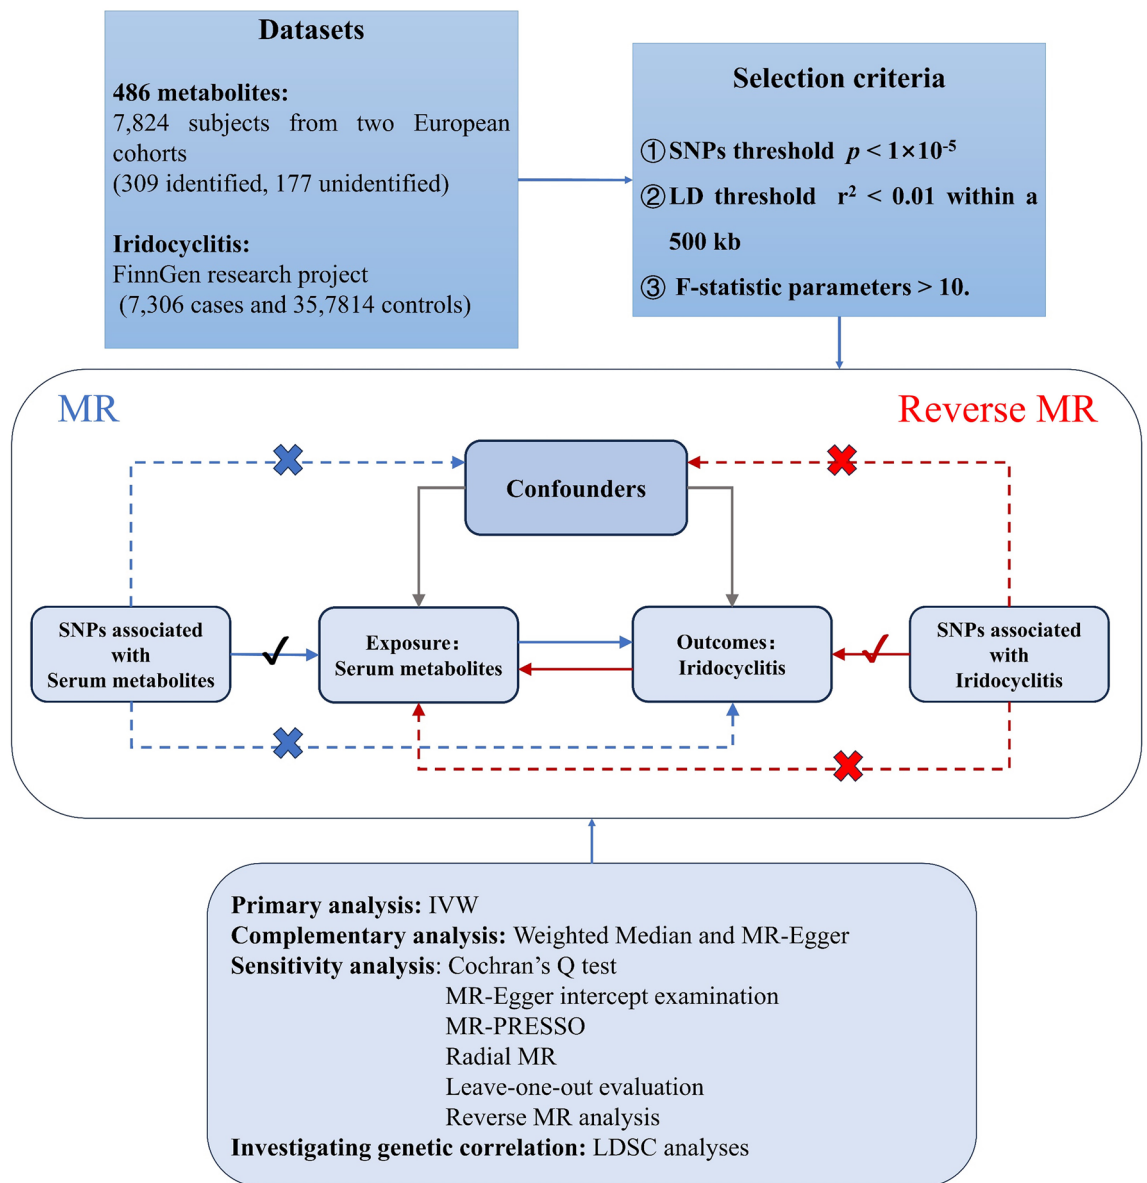 Datasets
486 metabolites:
7,824 subjects from two European
cohorts
(309 identified, 177 unidentified)
Iridocyclitis:
FinnGen research project
(7,306 cases and 35,7814 controls)
Selection criteria
① SNPs threshold p < 1×10⁻⁵
② LD threshold r² < 0.01 within a
500 kb
③ F-statistic parameters > 10.
MR
Reverse MR
Confounders
SNPs associated
with
Serum metabolites
Exposure:
Serum metabolites
Outcomes:
Iridocyclitis
SNPs associated
with
Iridocyclitis
Primary analysis: IVW
Complementary analysis: Weighted Median and MR-Egger
Sensitivity analysis: Cochran's Q test
MR-Egger intercept examination
MR-PRESSO
Radial MR
Leave-one-out evaluation
Reverse MR analysis
Investigating genetic correlation: LDSC analyses